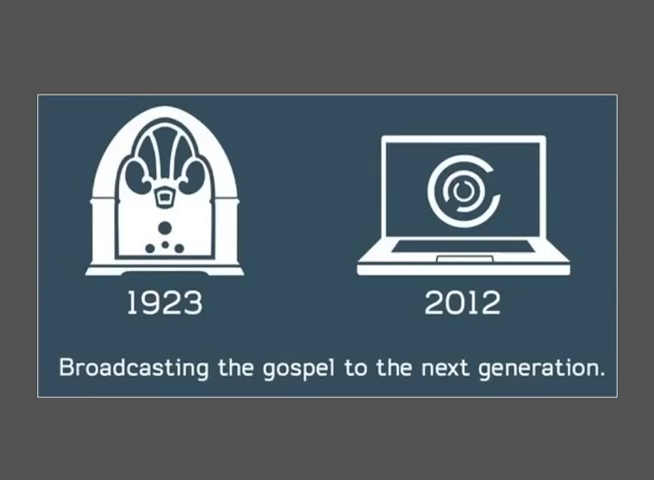 1923 2012
Broadcasting the gospel to the next generation.